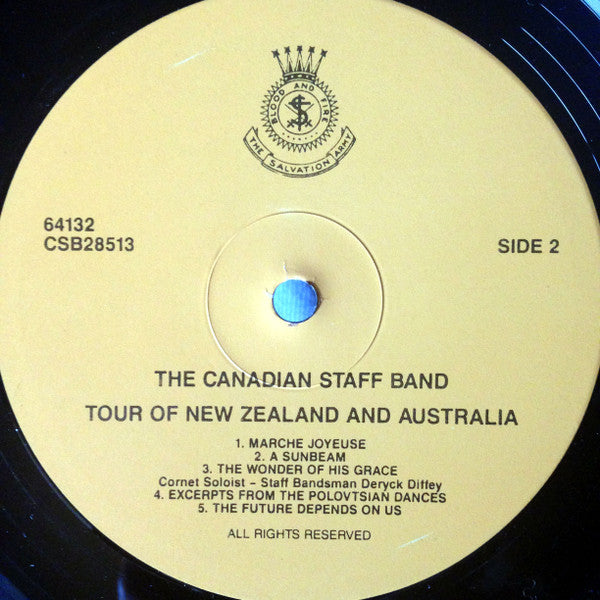 BLOOD AND FIRE
THE SALVATION ARMY
64132
CSB28513
SIDE 2
THE CANADIAN STAFF BAND
TOUR OF NEW ZEALAND AND AUSTRALIA
1. MARCHE JOYEUSE
2. A SUNBEAM
3. THE WONDER OF HIS GRACE
Cornet Soloist – Staff Bandsman Deryck Diffey
4. EXCERPTS FROM THE POLOVTSIAN DANCES
5. THE FUTURE DEPENDS ON US
ALL RIGHTS RESERVED